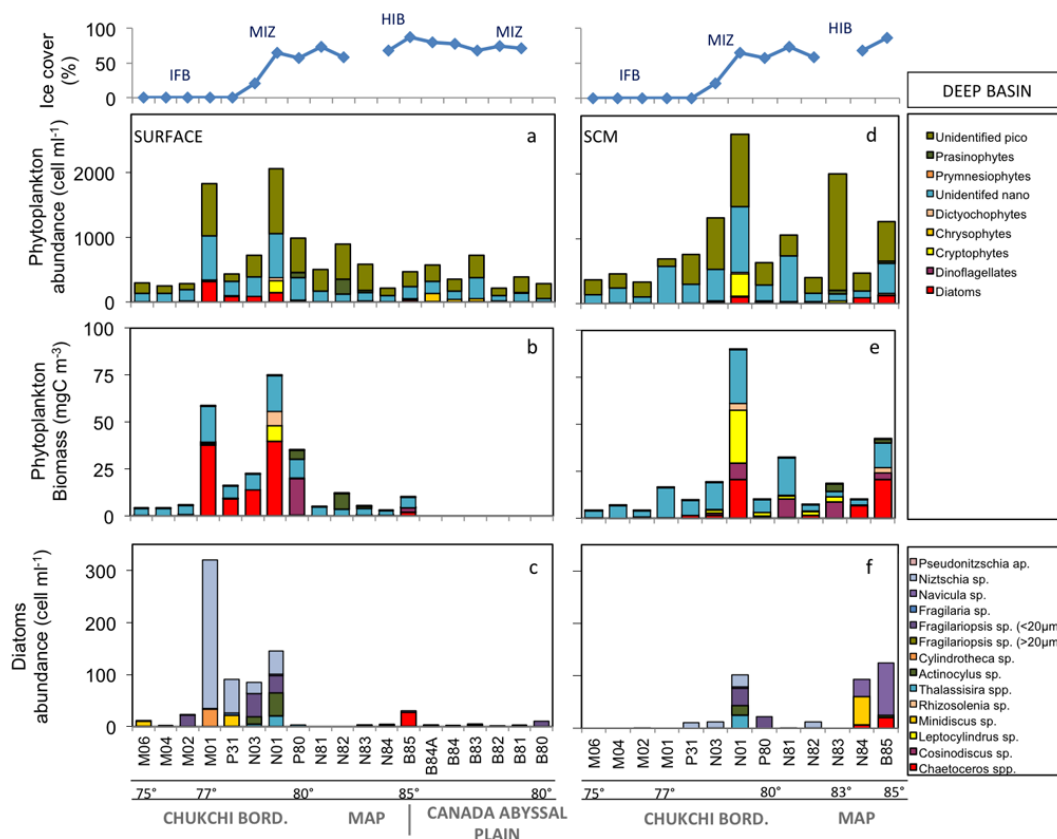 HIB
MIZ
MIZ
IFB
HIB
MIZ
IFB
Ice cover
(%)
100
50
0
DEEP BASIN
SURFACE
a
SCM
d
Phytoplankton
abundance (cell ml-1)
2000
1000
0
Unidentified pico
Prasinophytes
Prymnesiophytes
Unidentifed nano
Dictyochophytes
Chrysophytes
Cryptophytes
Dinoflagellates
Diatoms
b
e
Phytoplankton
Biomass (mgC m-3)
100
75
50
25
0
c
f
Diatoms
abundance (cell ml-1)
300
200
100
0
Pseudonitzschia ap.
Niztschia sp.
Navicula sp.
Fragilaria sp.
Fragilariopsis sp. (<20µm
Fragilariopsis sp. (>20µm
Cylindrotheca sp.
Actinocylus sp.
Thalassisira spp.
Rhizosolenia sp.
Minidiscus sp.
Leptocylindrus sp.
Cosinodiscus sp.
Chaetoceros spp.
M06 M04 M02 M01 P31 N03 N01 P80 N81 N82 N83 N84 B85 B84A B84 B83 B82 B81 B80
M06 M04 M02 M01 P31 N03 N01 P80 N81 N82 N83 N84 B85
75° 77° 80° 85° 80°
75° 77° 80° 83° 85°
CHUKCHI BORD. MAP CANADA ABYSSAL
PLAIN
CHUKCHI BORD. MAP